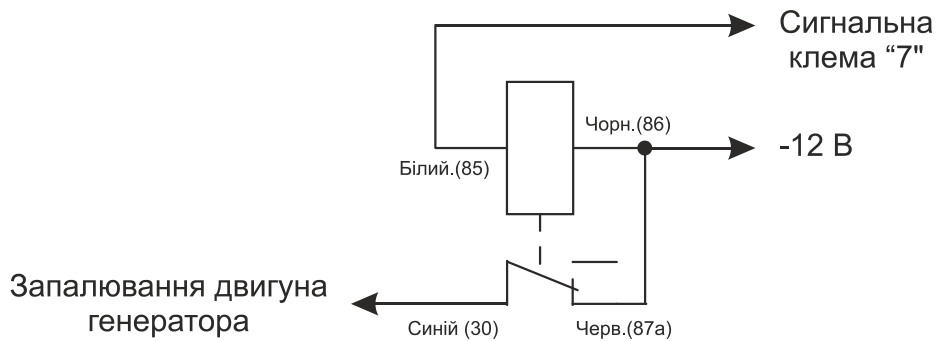 Сигнальна
клема “7"
Чорн.(86)
-12 В
Білий.(85)
Запалювання двигуна
генератора
Синій (30)
Черв.(87а)